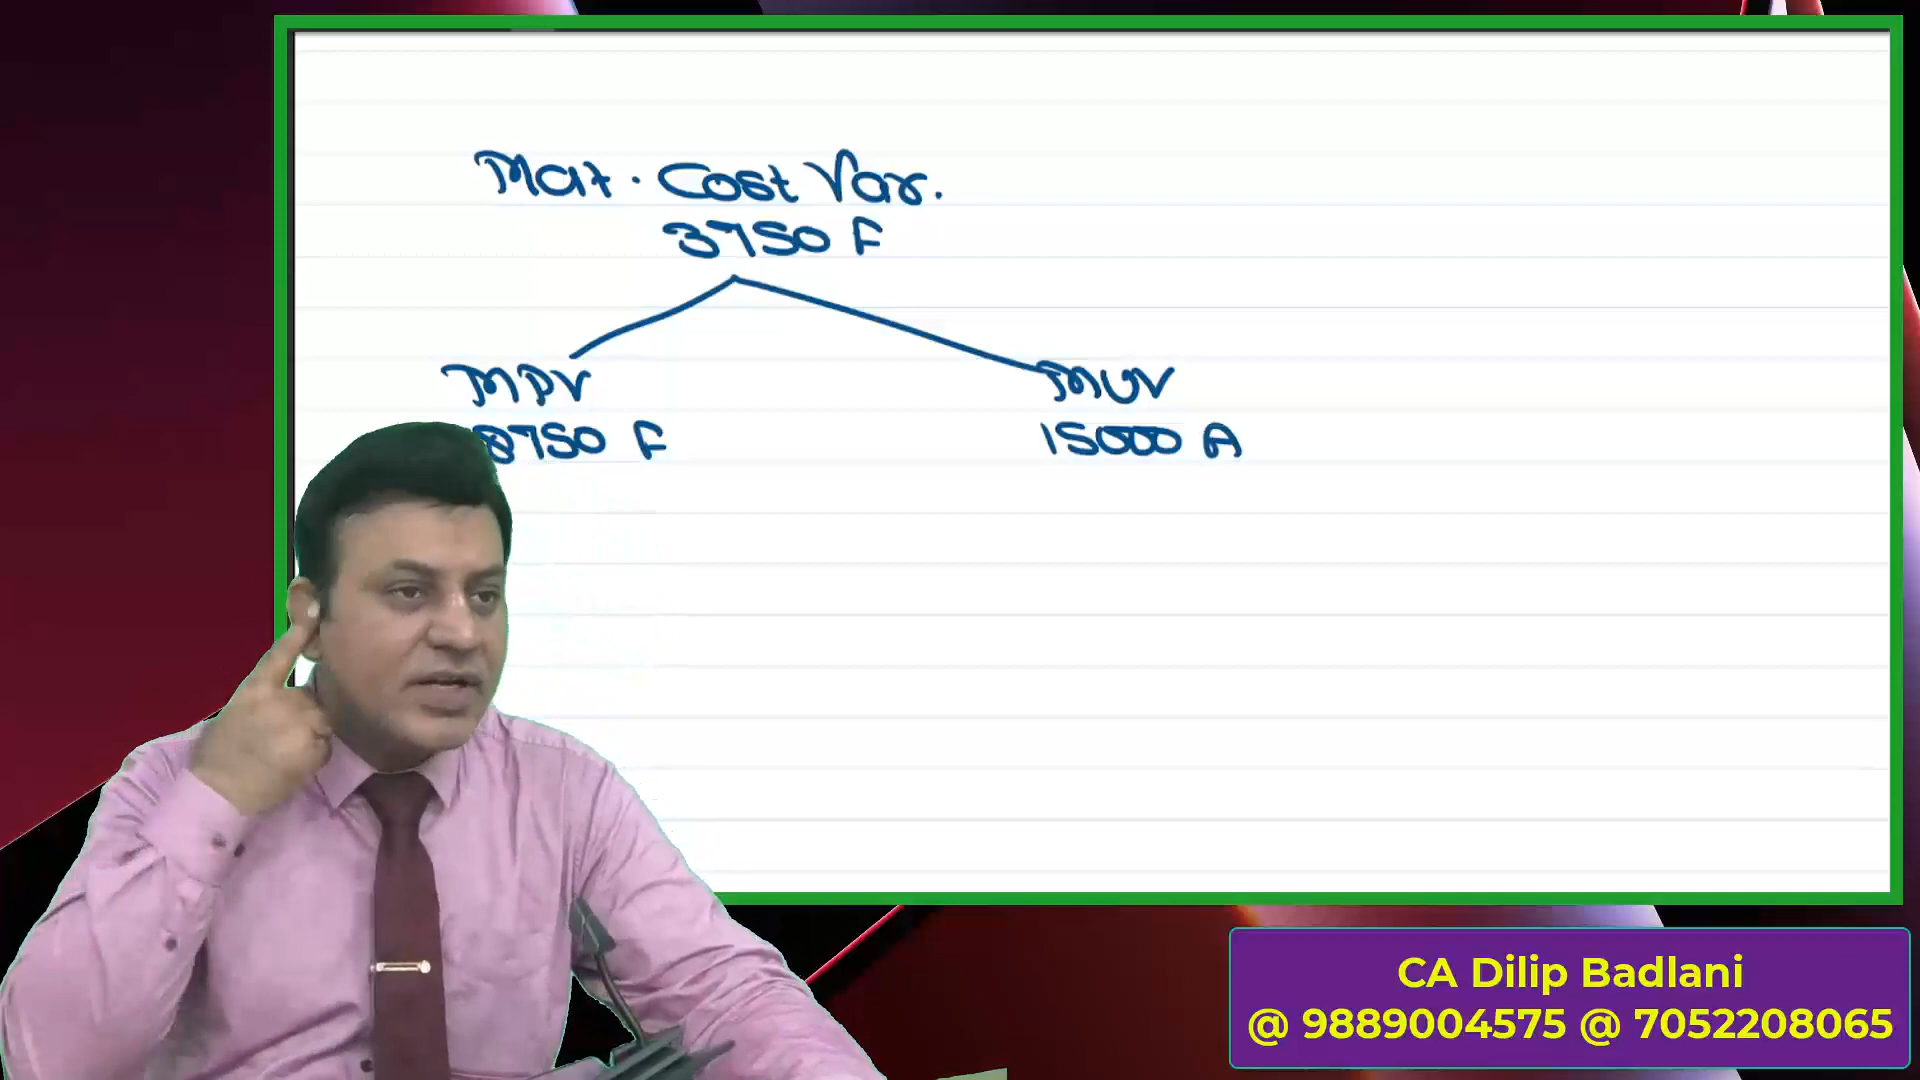 Mat. Cost Var.
3750 F
MPV MUV
8750 F 15000 A
CA Dilip Badlani
@ 9889004575 @ 7052208065